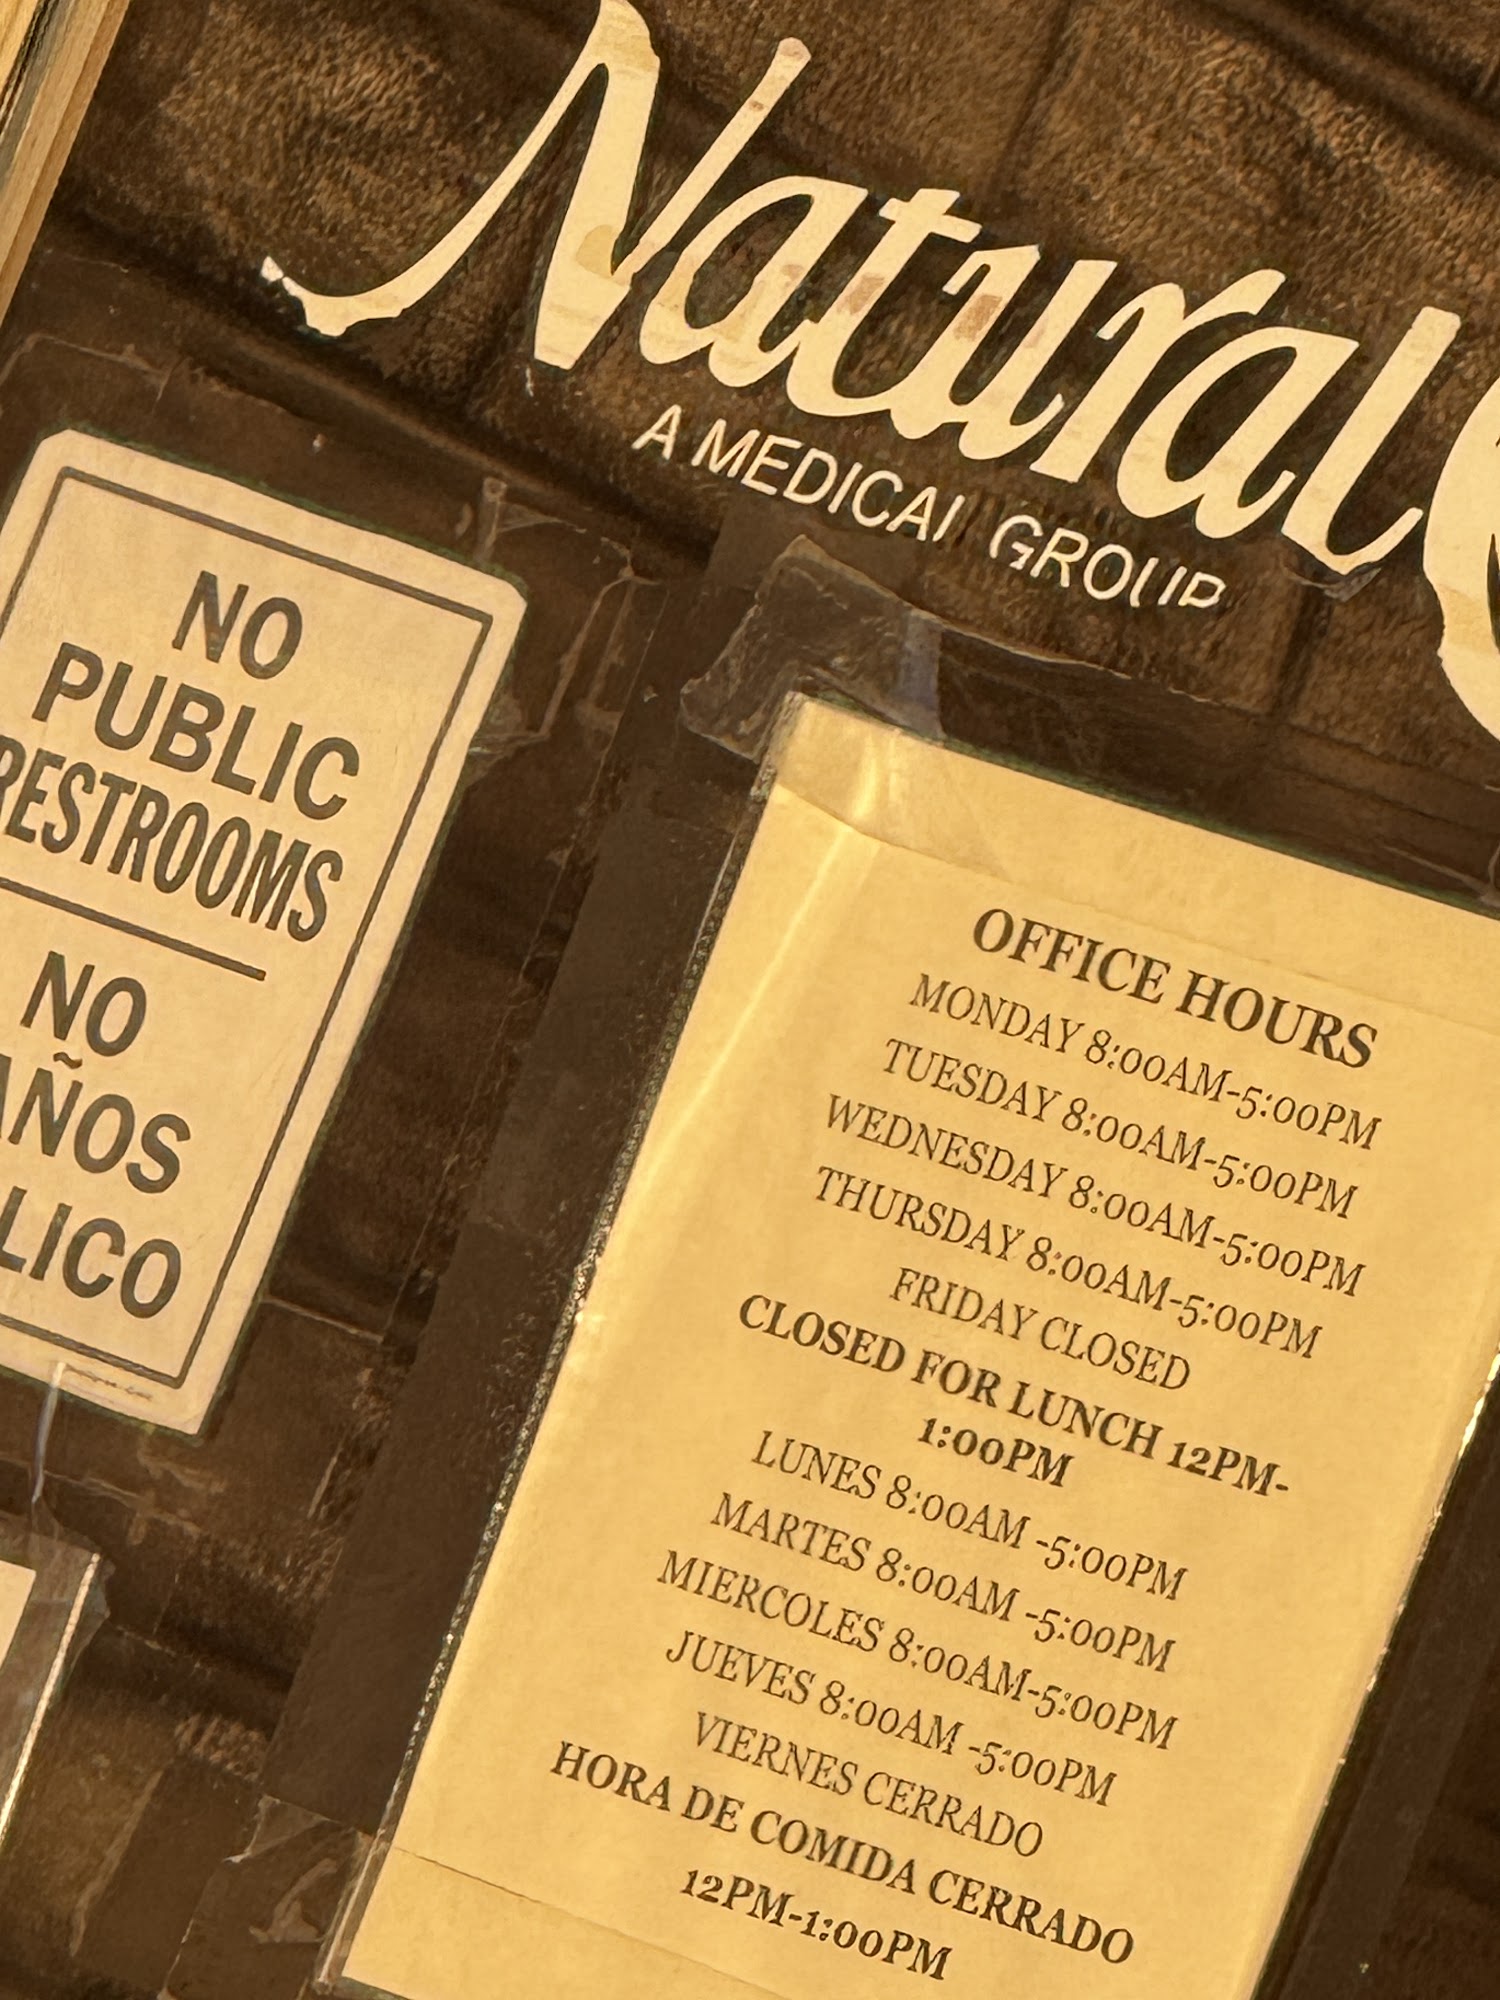 Natural
A MEDICAL GROUP
NO
PUBLIC
RESTROOMS
NO
AÑOS
LICO
OFFICE HOURS
MONDAY 8:00AM-5:00PM
TUESDAY 8:00AM-5:00PM
WEDNESDAY 8:00AM-5:00PM
THURSDAY 8:00AM-5:00PM
FRIDAY CLOSED
CLOSED FOR LUNCH 12PM-
1:00PM
LUNES 8:00AM -5:00PM
MARTES 8:00AM -5:00PM
MIERCOLES 8:00AM-5:00PM
JUEVES 8:00AM -5:00PM
VIERNES CERRADO
HORA DE COMIDA CERRADO
12PM-1:00PM